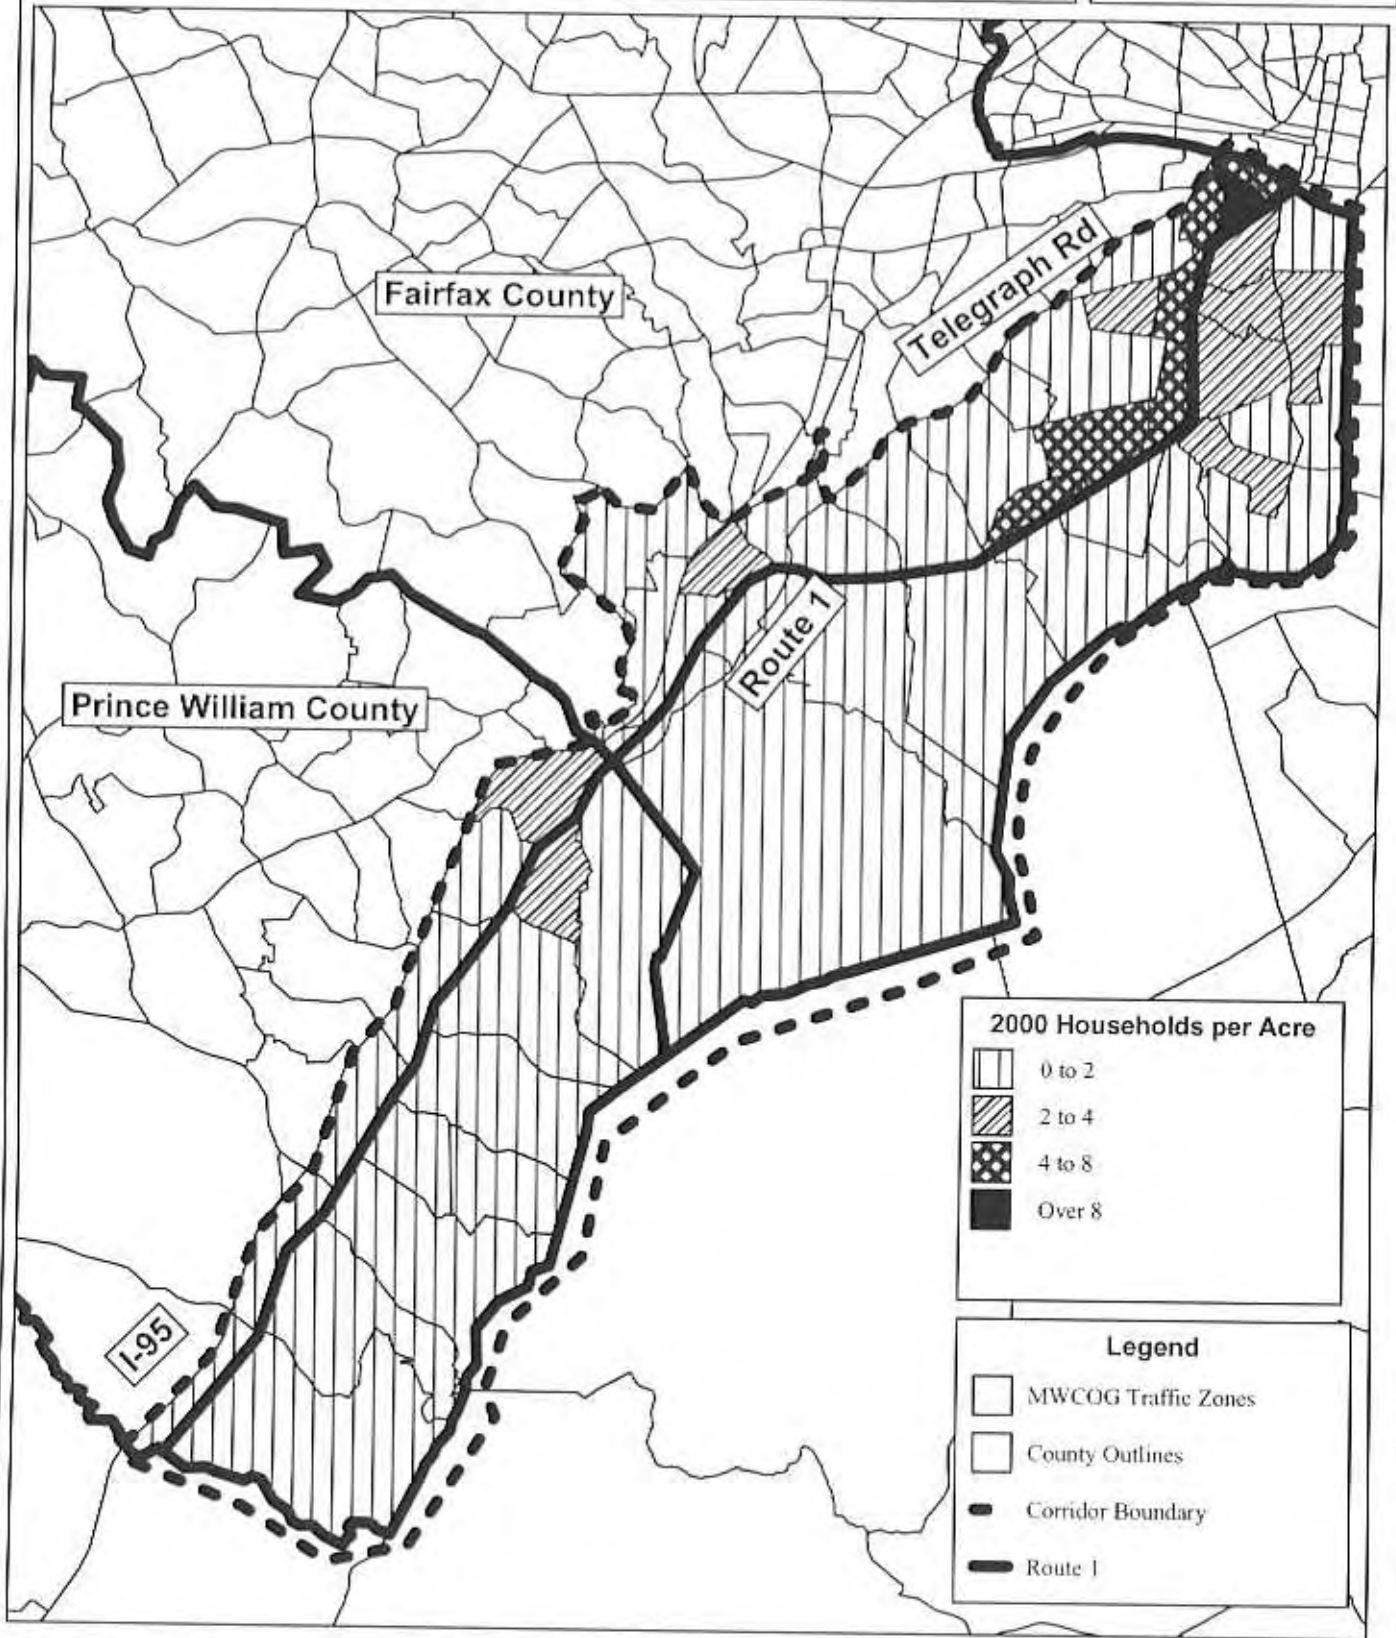 Fairfax County
Telegraph Rd
Route 1
Prince William County
I-95
2000 Households per Acre
0 to 2
2 to 4
4 to 8
Over 8
Legend
MWCOG Traffic Zones
County Outlines
Corridor Boundary
Route 1